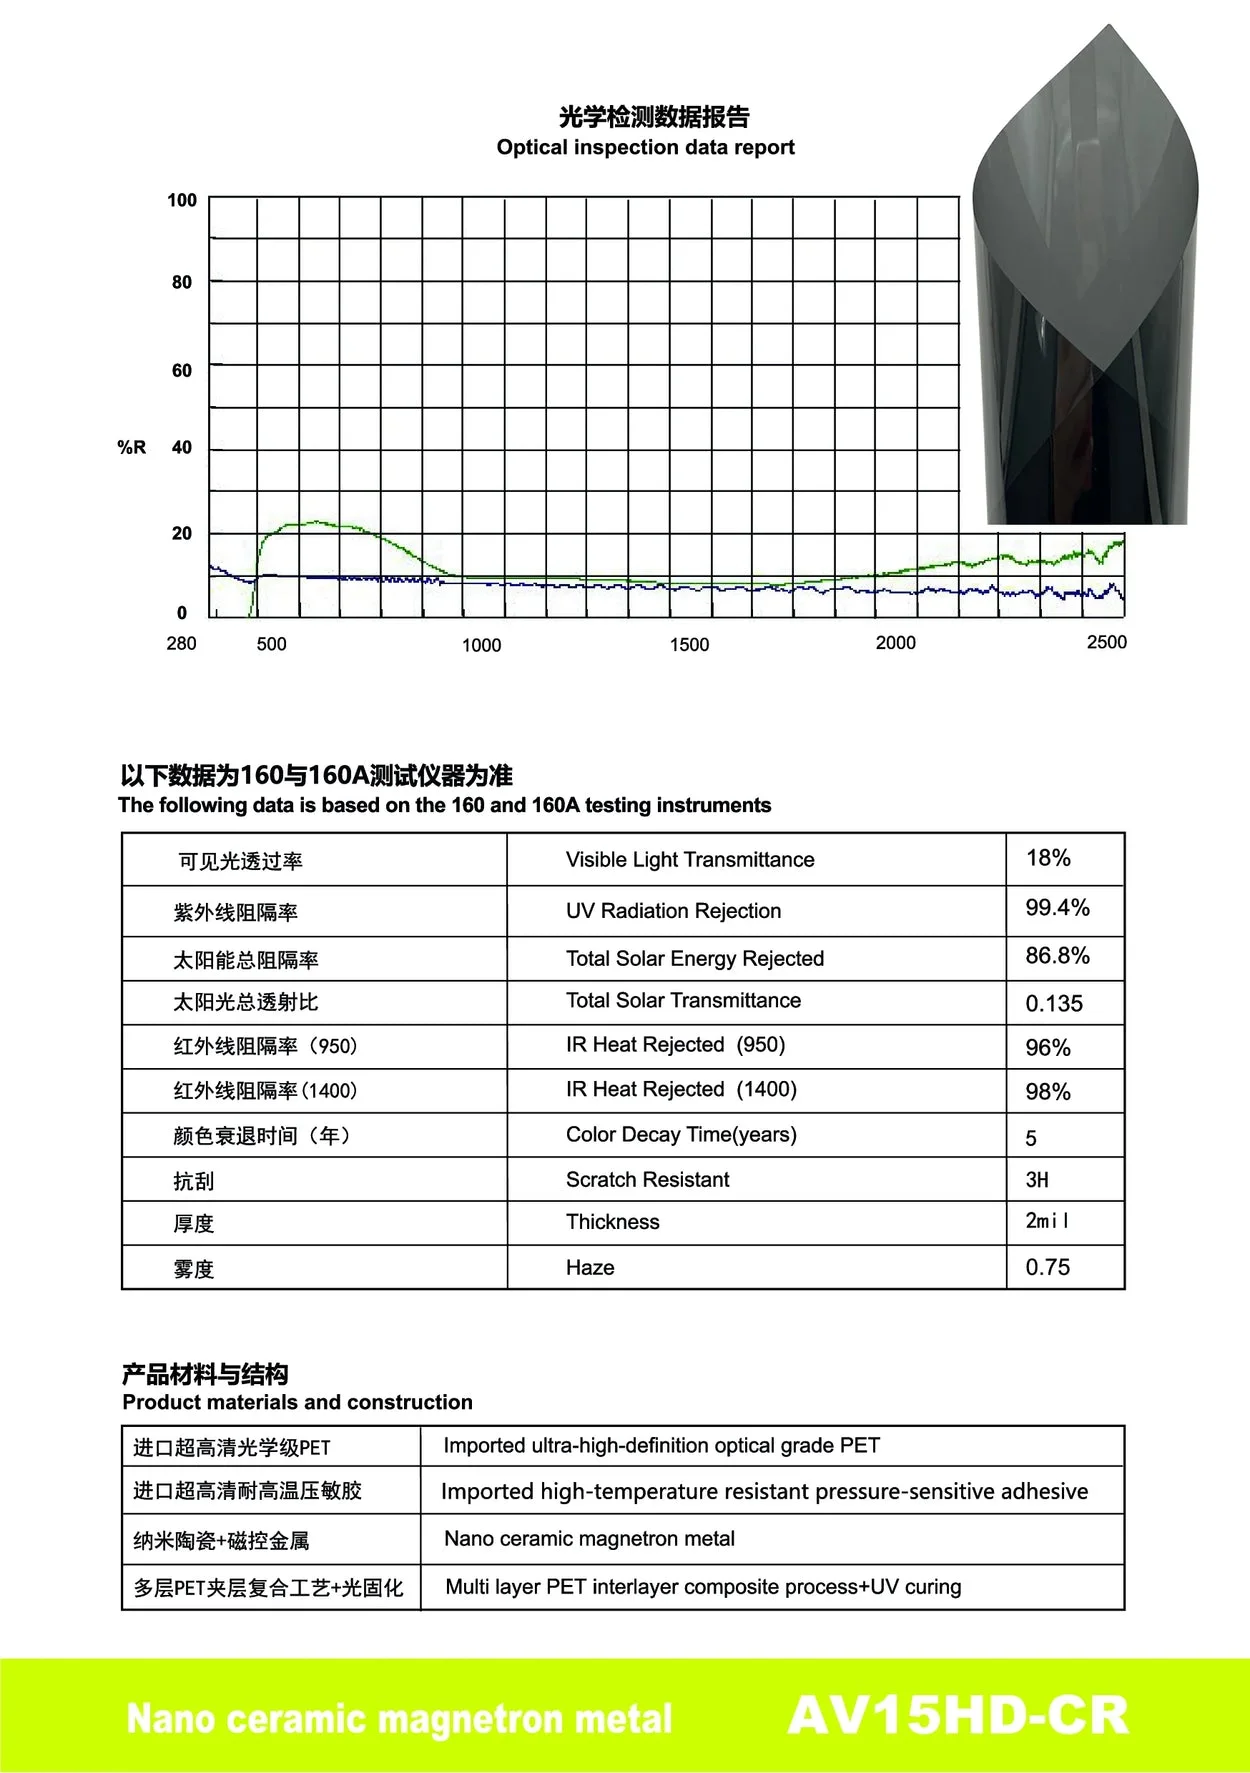 光学检测数据报告
Optical inspection data report
100
80
60
%R 40
20
0
280 500 1000 1500 2000 2500
以下数据为160与160A测试仪器为准
The following data is based on the 160 and 160A testing instruments
可见光透过率 Visible Light Transmittance 18%
紫外线阻隔率 UV Radiation Rejection 99.4%
太阳能总阻隔率 Total Solar Energy Rejected 86.8%
太阳光总透射比 Total Solar Transmittance 0.135
红外线阻隔率（950） IR Heat Rejected (950) 96%
红外线阻隔率(1400) IR Heat Rejected (1400) 98%
颜色衰退时间（年） Color Decay Time(years) 5
抗刮 Scratch Resistant 3H
厚度 Thickness 2mil
雾度 Haze 0.75
产品材料与结构
Product materials and construction
进口超高清光学级PET Imported ultra-high-definition optical grade PET
进口超高清耐高温压敏胶 Imported high-temperature resistant pressure-sensitive adhesive
纳米陶瓷+磁控金属 Nano ceramic magnetron metal
多层PET夹层复合工艺+光固化 Multi layer PET interlayer composite process+UV curing
Nano ceramic magnetron metal AV15HD-CR